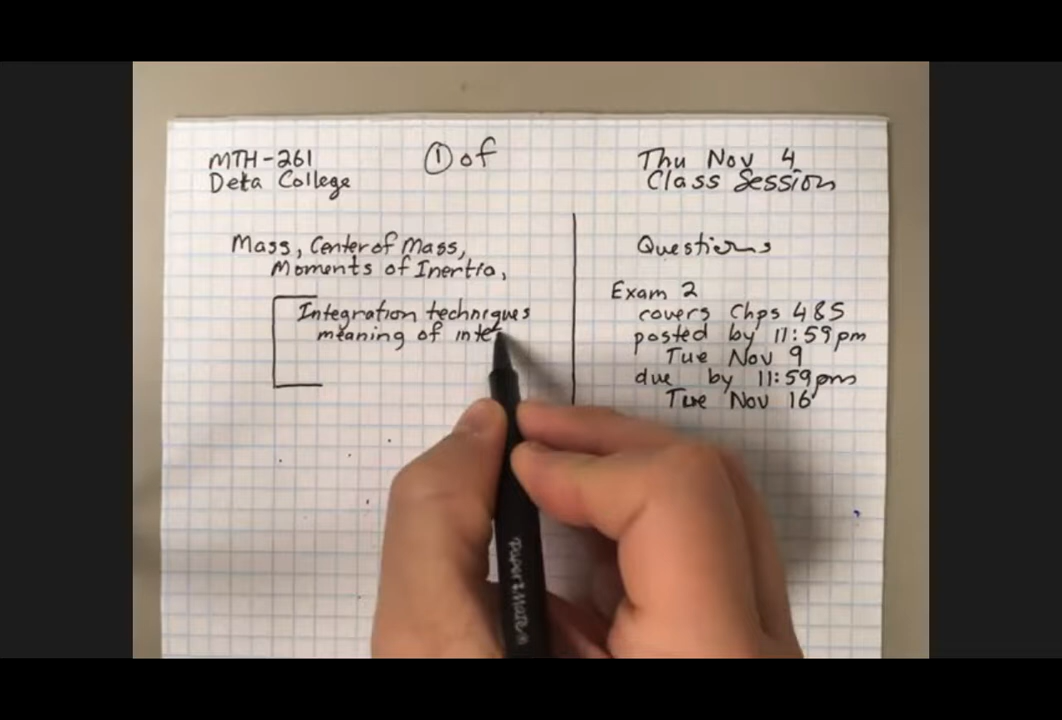 MTH-261
Delta College
① of
Thu Nov 4
Class Session
Mass, Center of Mass,
Moments of Inertia,
Integration techniques
meaning of inte
Questions
Exam 2
covers Chps 4&5
posted by 11:59pm
Tue Nov 9
due by 11:59pm
Tue Nov 16
PaperMate